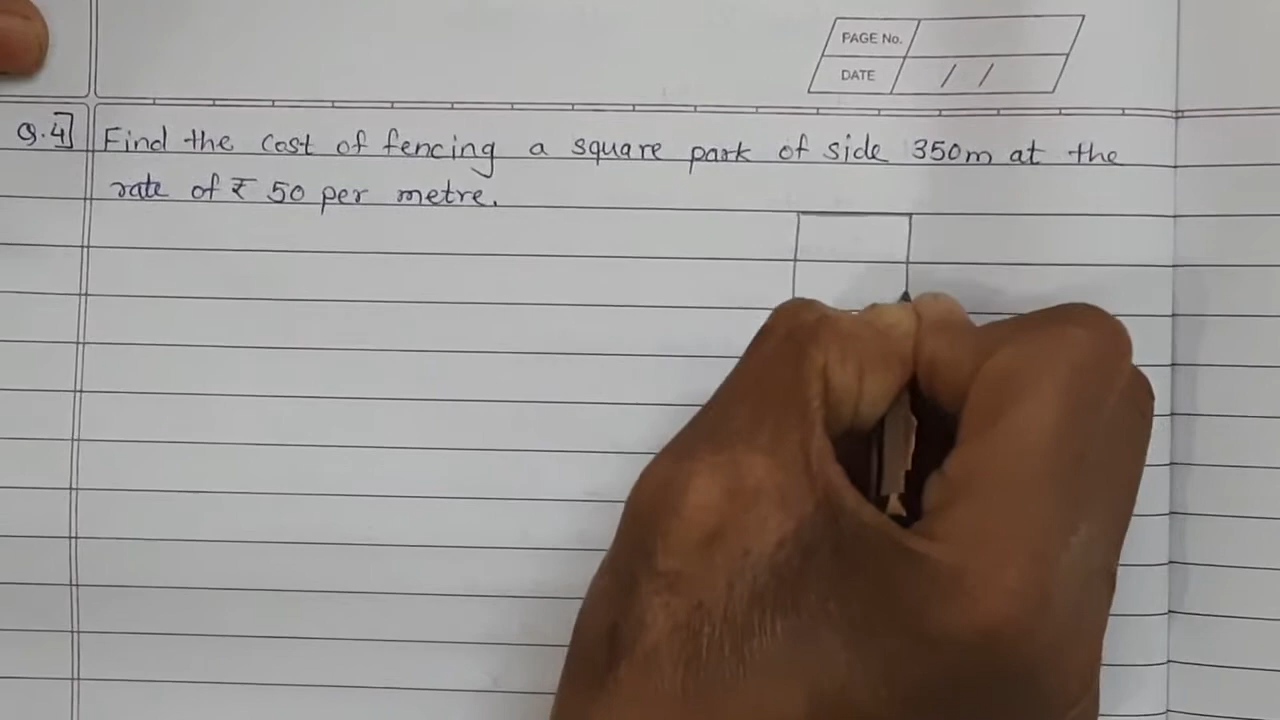 PAGE No.
DATE / /
Q.4] Find the cost of fencing a square park of side 350m at the
rate of ₹ 50 per metre.